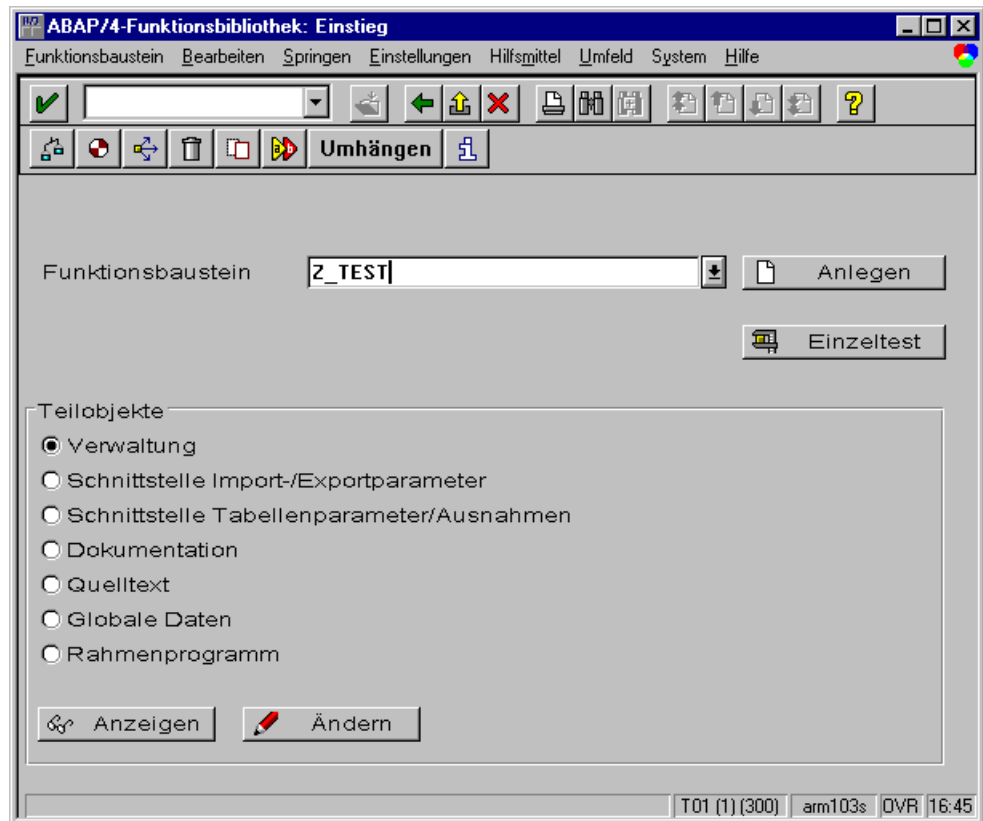 ABAP/4-Funktionsbibliothek: Einstieg
Funktionsbaustein Bearbeiten Springen Einstellungen Hilfsmittel Umfeld System Hilfe
Umhängen
Funktionsbaustein Z_TEST Anlegen
Einzeltest
Teilobjekte
Verwaltung
Schnittstelle Import-/Exportparameter
Schnittstelle Tabellenparameter/Ausnahmen
Dokumentation
Quelltext
Globale Daten
Rahmenprogramm
Anzeigen Ändern
T01 (1) (300) arm103s OVR 16:45